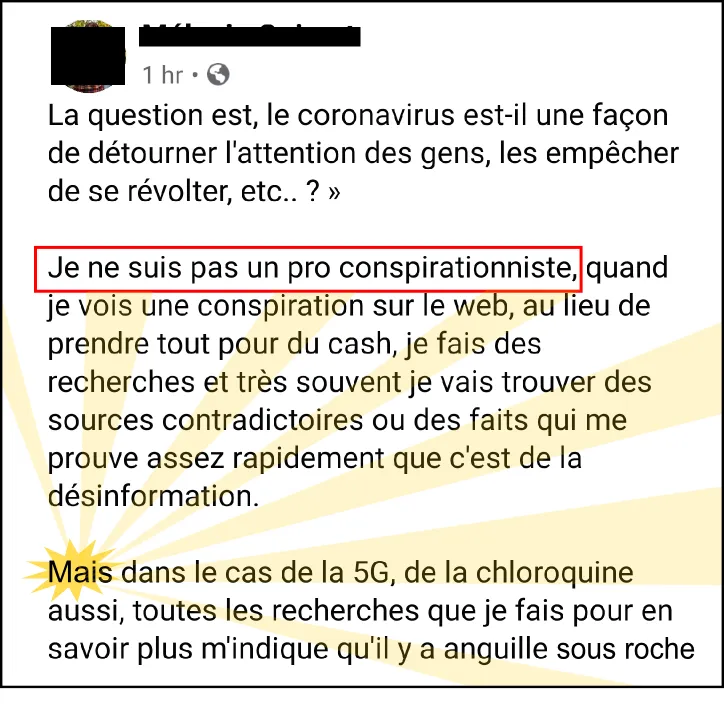 1 hr •
La question est, le coronavirus est-il une façon
de détourner l'attention des gens, les empêcher
de se révolter, etc.. ? »
Je ne suis pas un pro conspirationniste, quand
je vois une conspiration sur le web, au lieu de
prendre tout pour du cash, je fais des
recherches et très souvent je vais trouver des
sources contradictoires ou des faits qui me
prouve assez rapidement que c'est de la
désinformation.
Mais dans le cas de la 5G, de la chloroquine
aussi, toutes les recherches que je fais pour en
savoir plus m'indique qu'il y a anguille sous roche